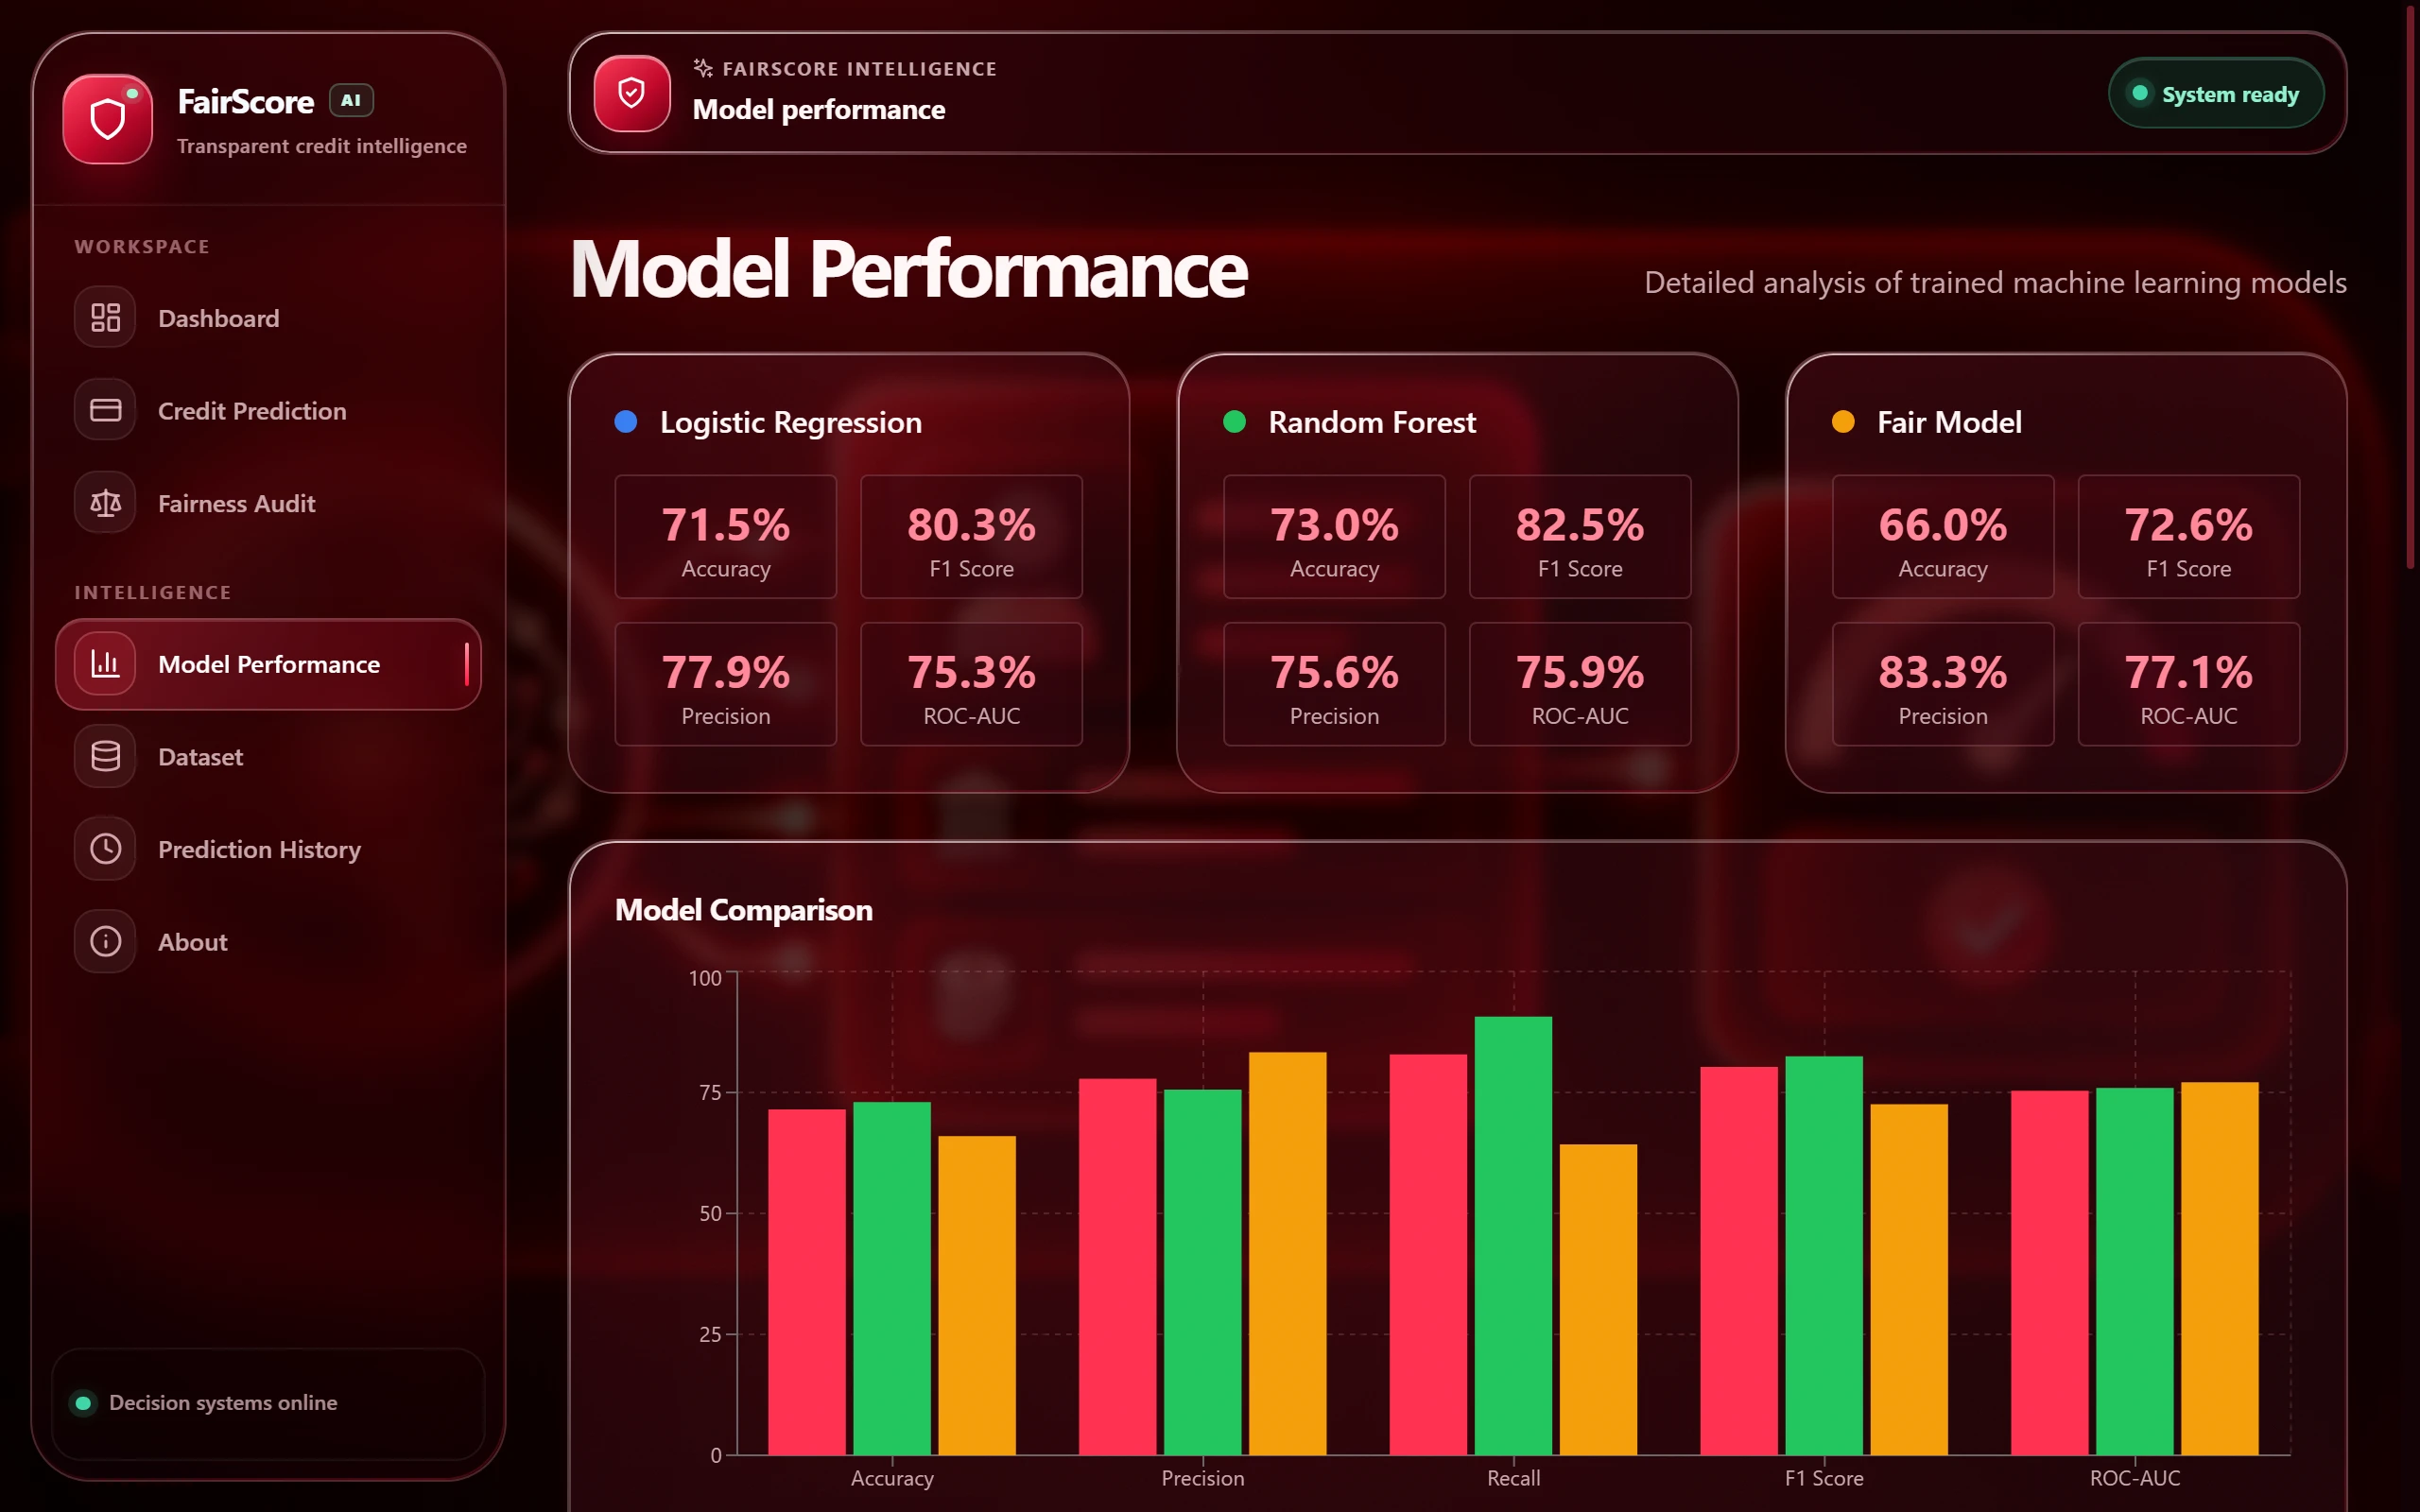 FairScore AI
Transparent credit intelligence
WORKSPACE
Dashboard
Credit Prediction
Fairness Audit
INTELLIGENCE
Model Performance
Dataset
Prediction History
About
Decision systems online
FAIRSCORE INTELLIGENCE
Model performance
System ready
Model Performance
Detailed analysis of trained machine learning models
Logistic Regression
71.5% 80.3%
Accuracy F1 Score
77.9% 75.3%
Precision ROC-AUC
Random Forest
73.0% 82.5%
Accuracy F1 Score
75.6% 75.9%
Precision ROC-AUC
Fair Model
66.0% 72.6%
Accuracy F1 Score
83.3% 77.1%
Precision ROC-AUC
Model Comparison
100
75
50
25
0
Accuracy Precision Recall F1 Score ROC-AUC